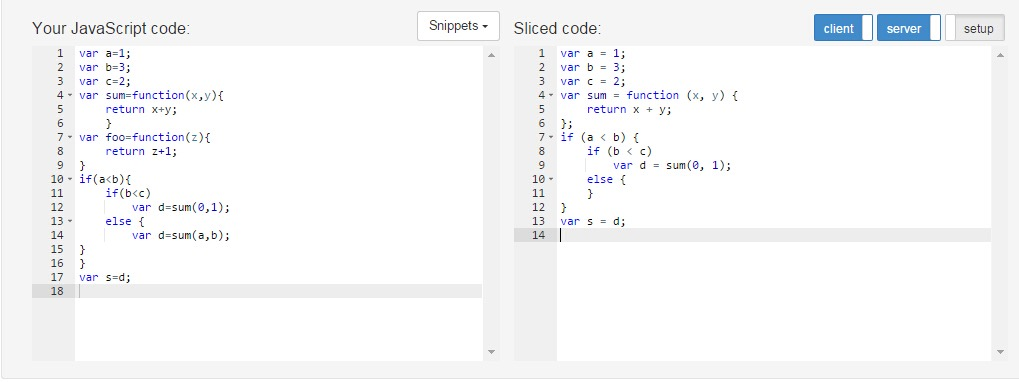 Your JavaScript code:
Snippets
1 var a=1;
2 var b=3;
3 var c=2;
4 var sum=function(x,y){
5 return x+y;
6 }
7 var foo=function(z){
8 return z+1;
9 }
10 if(a<b){
11 if(b<c)
12 var d=sum(0,1);
13 else {
14 var d=sum(a,b);
15 }
16 }
17 var s=d;
18
Sliced code:
client server setup
1 var a = 1;
2 var b = 3;
3 var c = 2;
4 var sum = function (x, y) {
5 return x + y;
6 };
7 if (a < b) {
8 if (b < c)
9 var d = sum(0, 1);
10 else {
11 }
12 }
13 var s = d;
14